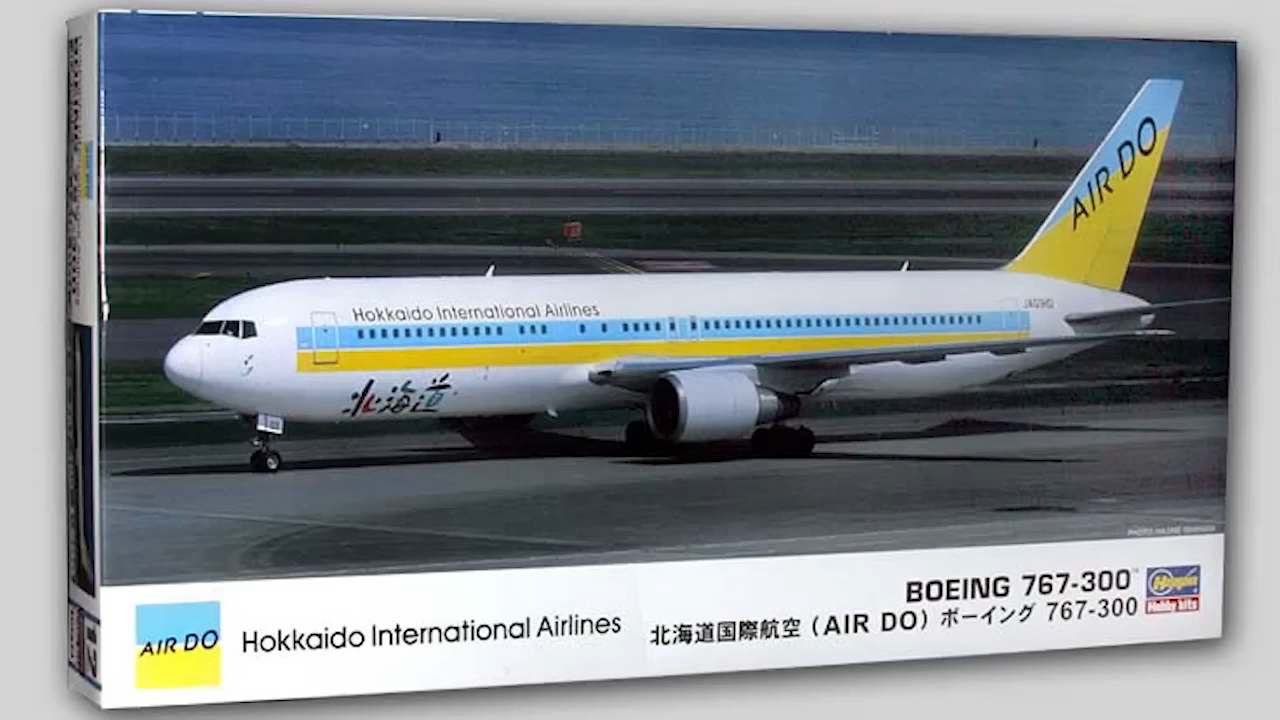 AIR DO
Hokkaido International Airlines
北海道
AIR DO
Hokkaido International Airlines
BOEING 767-300
北海道国際航空（AIR DO）ボーイング 767-300
Hasegawa
Hobby kits